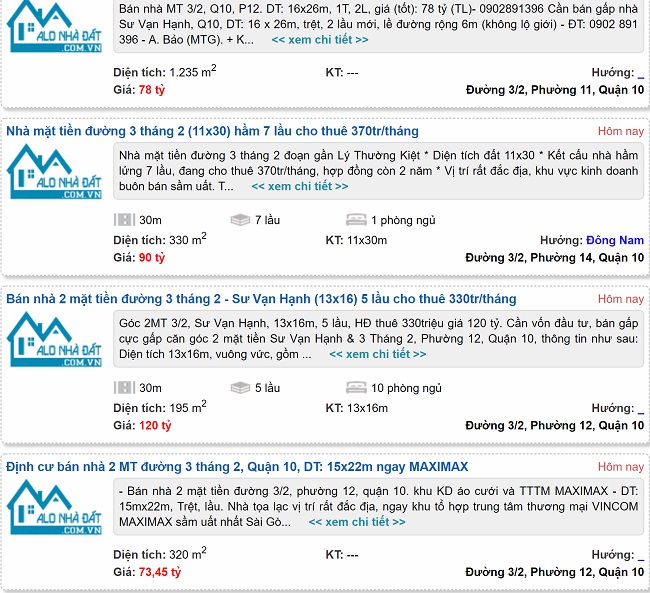 Bán nhà MT 3/2, Q10, P12. DT: 16x26m, 1T, 2L, giá (tốt): 78 tỷ (TL)- 0902891396 Cần bán gấp nhà
Sư Vạn Hạnh, Q10, DT: 16 x 26m, trệt, 2 lầu mới, lề đường rộng 6m (không lộ giới) - ĐT: 0902 891
396 - A. Bảo (MTG). + K... << xem chi tiết >>
ALO NHÀ ĐẤT
.COM.VN
Diện tích: 1.235 m2 KT: --- Hướng: _
Giá: 78 tỷ Đường 3/2, Phường 11, Quận 10
Nhà mặt tiền đường 3 tháng 2 (11x30) hầm 7 lầu cho thuê 370tr/tháng Hôm nay
Nhà mặt tiền đường 3 tháng 2 đoạn gần Lý Thường Kiệt * Diện tích đất 11x30 * Kết cấu nhà hầm
lửng 7 lầu, đang cho thuê 370tr/tháng, hợp đồng còn 2 năm * Vị trí rất đắc địa, khu vực kinh doanh
buôn bán sầm uất. T... << xem chi tiết >>
ALO NHÀ ĐẤT
.COM.VN
30m 7 lầu 1 phòng ngủ
Diện tích: 330 m2 KT: 11x30m Hướng: Đông Nam
Giá: 90 tỷ Đường 3/2, Phường 14, Quận 10
Bán nhà 2 mặt tiền đường 3 tháng 2 - Sư Vạn Hạnh (13x16) 5 lầu cho thuê 330tr/tháng Hôm nay
Góc 2MT 3/2, Sư Vạn Hạnh, 13x16m, 5 lầu, HĐ thuê 330triệu giá 120 tỷ. Cần vốn đầu tư, bán gấp
cực gấp căn góc 2 mặt tiền Sư Vạn Hạnh & 3 Tháng 2, Phường 12, Quận 10, thông tin như sau:
Diện tích 13x16m, vuông vức, gồm ... << xem chi tiết >>
ALO NHÀ ĐẤT
.COM.VN
30m 5 lầu 10 phòng ngủ
Diện tích: 195 m2 KT: 13x16m Hướng: _
Giá: 120 tỷ Đường 3/2, Phường 12, Quận 10
Định cư bán nhà 2 MT đường 3 tháng 2, Quận 10, DT: 15x22m ngay MAXIMAX Hôm nay
- Bán nhà 2 mặt tiền đường 3/2, phường 12, quận 10. khu KD áo cưới và TTTM MAXIMAX - DT:
15mx22m, Trệt, lầu. Nhà tọa lạc vị trí rất đắc địa, ngay khu tổ hợp trung tâm thương mại VINCOM
MAXIMAX sầm uất nhất Sài Gò... << xem chi tiết >>
ALO NHÀ ĐẤT
.COM.VN
Diện tích: 320 m2 KT: --- Hướng: _
Giá: 73,45 tỷ Đường 3/2, Phường 12, Quận 10